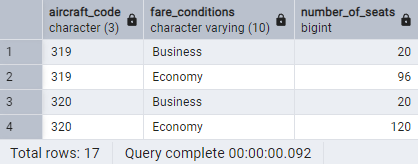 aircraft_code fare_conditions number_of_seats
character (3) character varying (10) bigint
1 319 Business 20
2 319 Economy 96
3 320 Business 20
4 320 Economy 120
Total rows: 17 Query complete 00:00:00.092